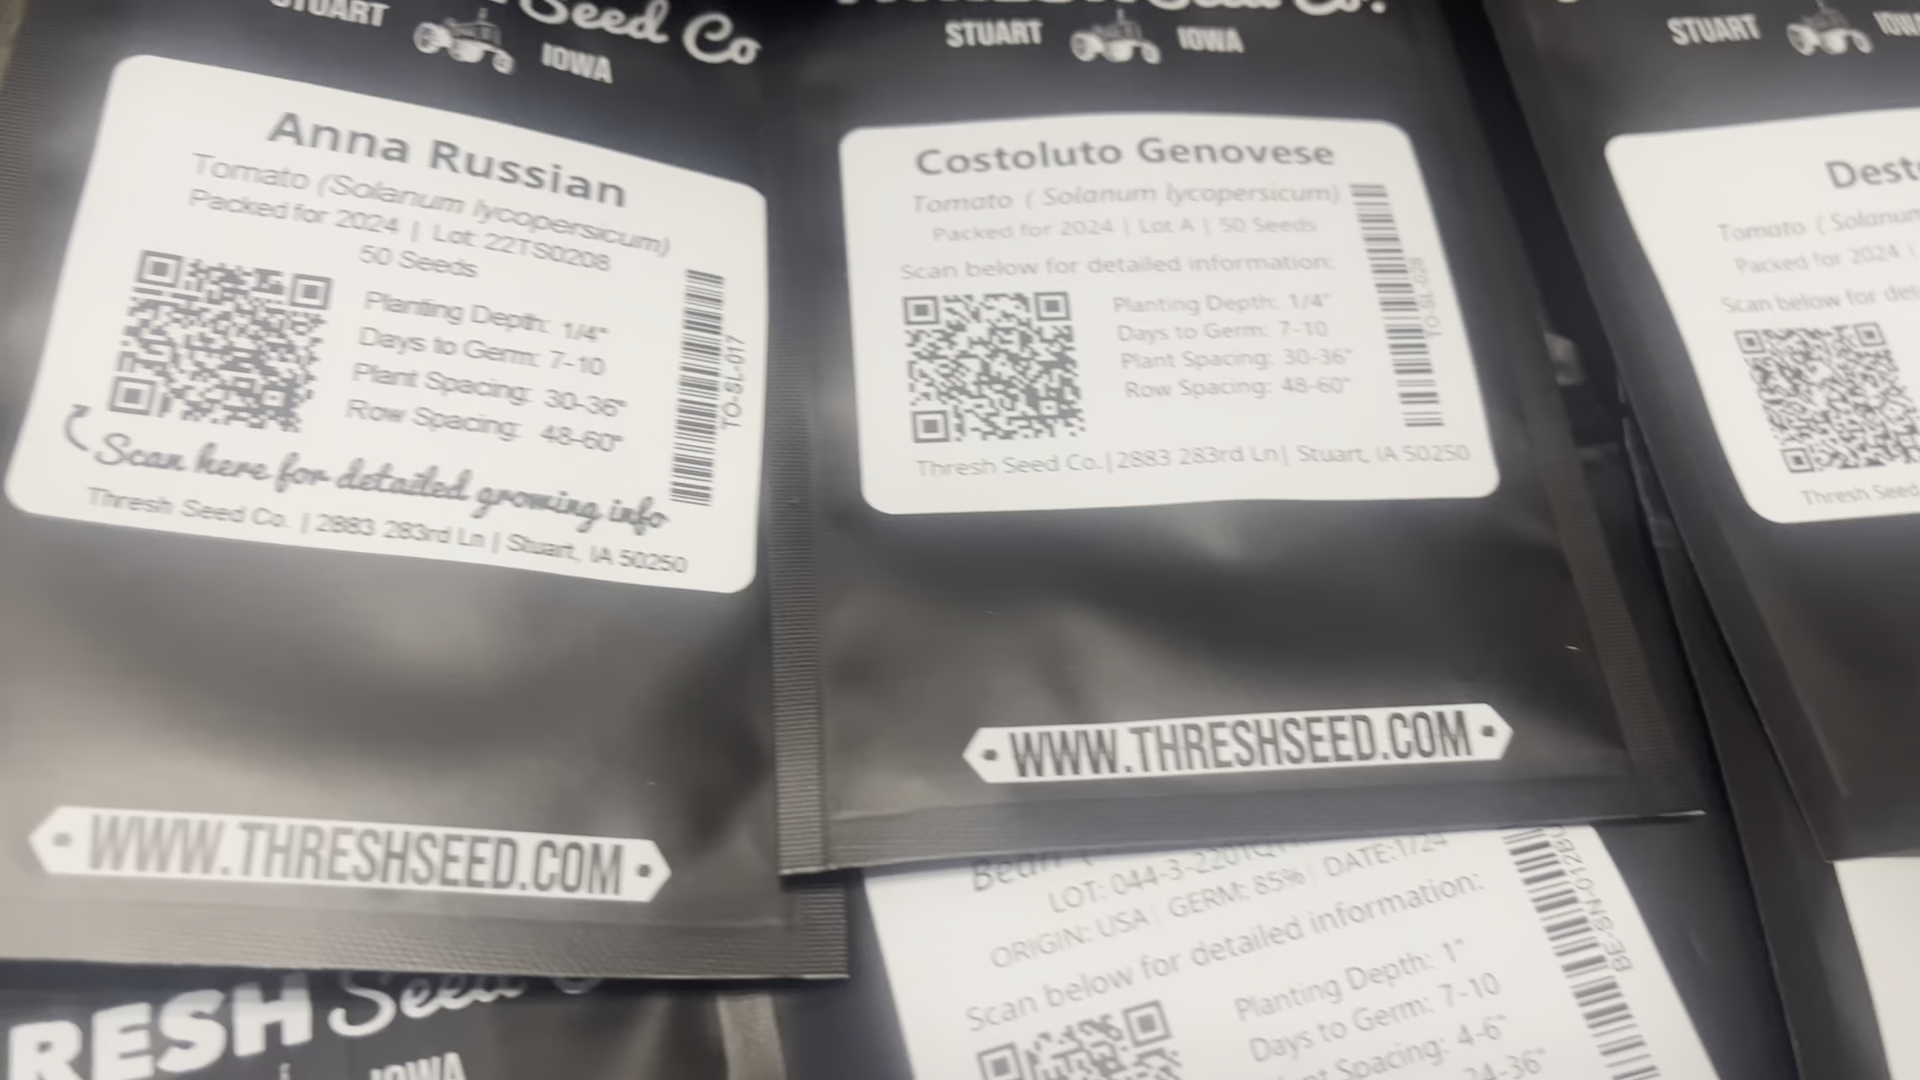 STUART
Seed Co
IOWA
Anna Russian
Tomato (Solanum lycopersicum)
Packed for 2024 | Lot: 22TS0208
50 Seeds
Planting Depth: 1/4"
Days to Germ: 7-10
Plant Spacing: 30-36"
Row Spacing: 48-60"
TO-SL-017
Scan here for detailed growing info
Thresh Seed Co. | 2883 283rd Ln | Stuart, IA 50250
WWW.THRESHSEED.COM
Seed Co.
STUART
IOWA
Costoluto Genovese
Tomato ( Solanum lycopersicum)
Packed for 2024 | Lot A | 50 Seeds
Scan below for detailed information:
Planting Depth: 1/4"
Days to Germ: 7-10
Plant Spacing: 30-36"
Row Spacing: 48-60"
Thresh Seed Co.|2883 283rd Ln| Stuart, IA 50250
WWW.THRESHSEED.COM
STUART
Dest
Tomato ( Solanum
Packed for 2024 |
Scan below for det
Thresh Seed
Bean
LOT: 044-3-2201
ORIGIN: USA | GERM: 85% | DATE:1/24
Scan below for detailed information:
Planting Depth: 1"
Days to Germ: 7-10
Spacing: 4-6"
24-36"
RESH Seed
IOWA